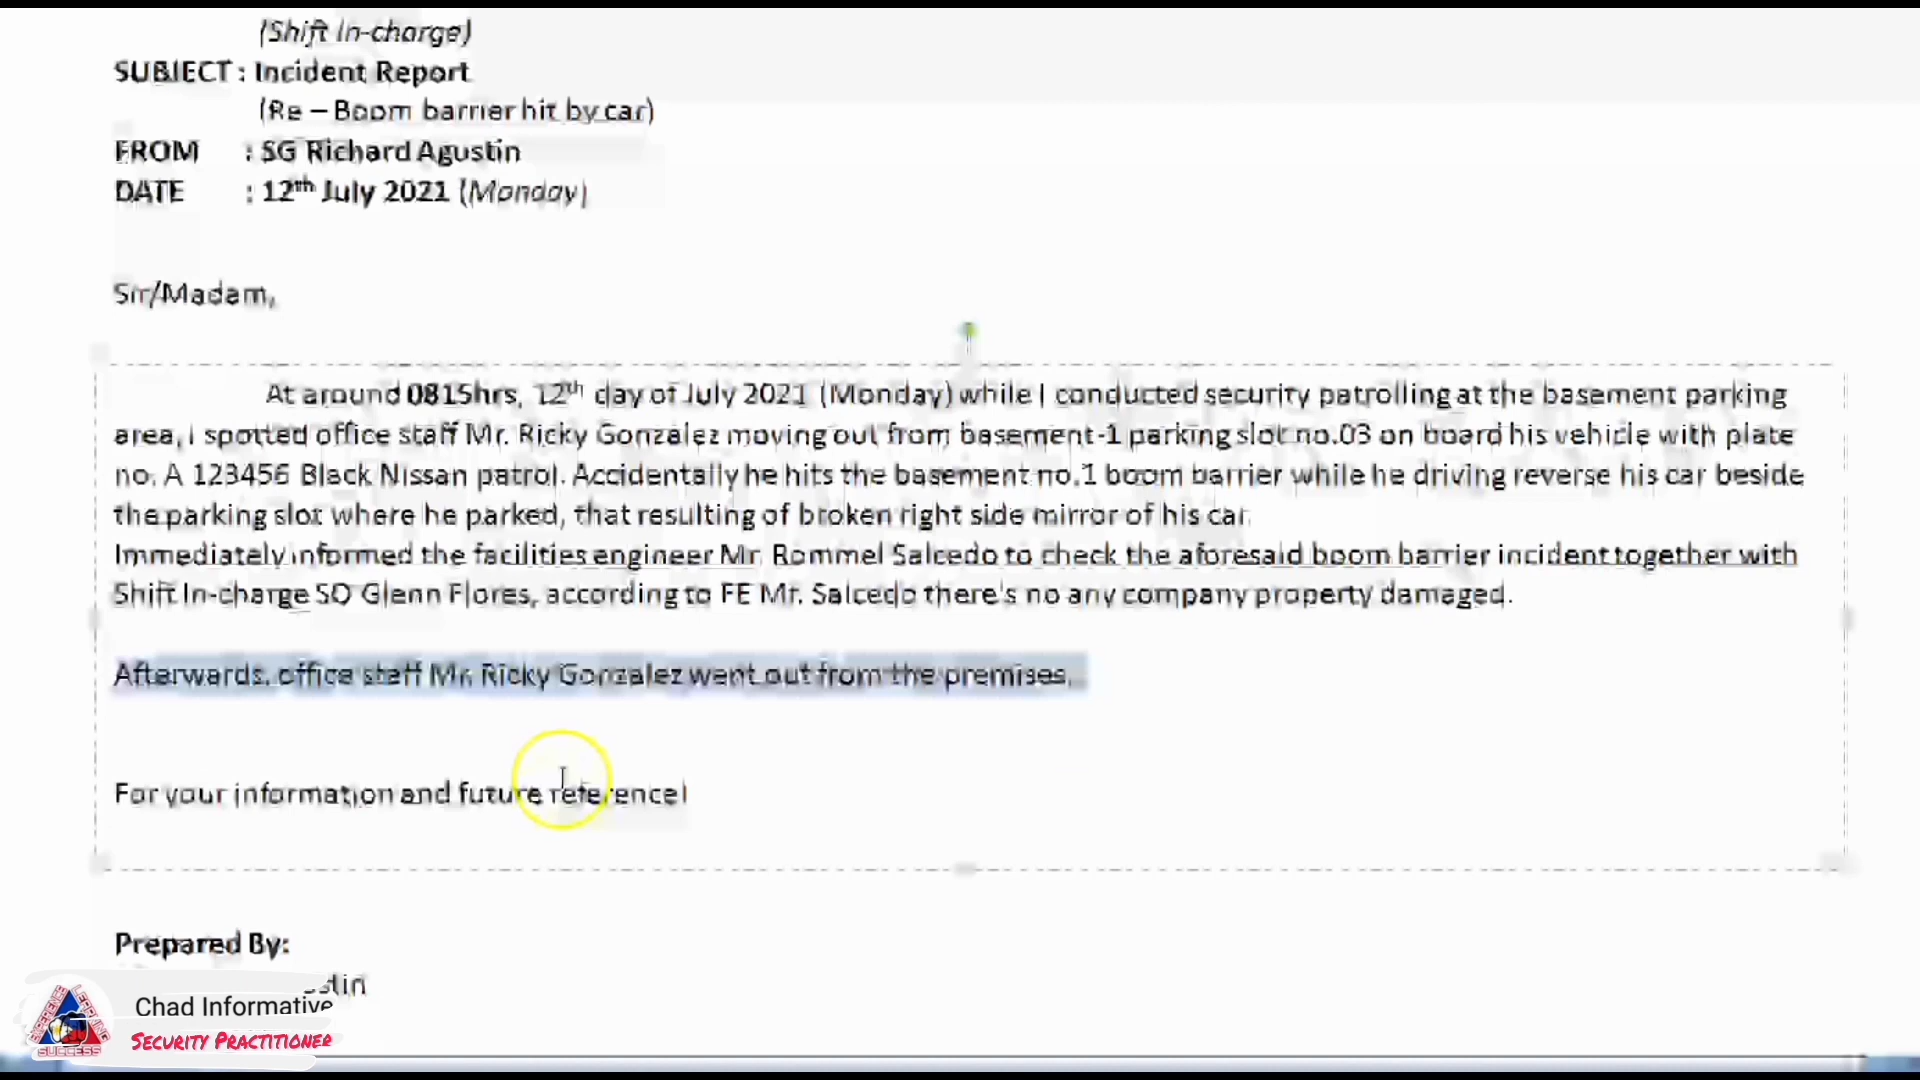 (Shift In-charge)
SUBJECT : Incident Report
(Re – Boom barrier hit by car)
FROM : SG Richard Agustin
DATE : 12th July 2021 (Monday)
Sir/Madam,
At around 0815hrs, 12th day of July 2021 (Monday) while I conducted security patrolling at the basement parking
area, I spotted office staff Mr. Ricky Gonzalez moving out from basement-1 parking slot no.03 on board his vehicle with plate
no. A 123456 Black Nissan patrol. Accidentally he hits the basement no.1 boom barrier while he driving reverse his car beside
the parking slot where he parked, that resulting of broken right side mirror of his car.
Immediately informed the facilities engineer Mr. Rommel Salcedo to check the aforesaid boom barrier incident together with
Shift In-charge SO Glenn Flores, according to FE Mr. Salcedo there's no any company property damaged.
Afterwards, office staff Mr. Ricky Gonzalez went out from the premises.
For your information and future reference!
Prepared By:
Chad Informative
Security Practitioner
EXPERIENCE LEARNING
SUCCESS